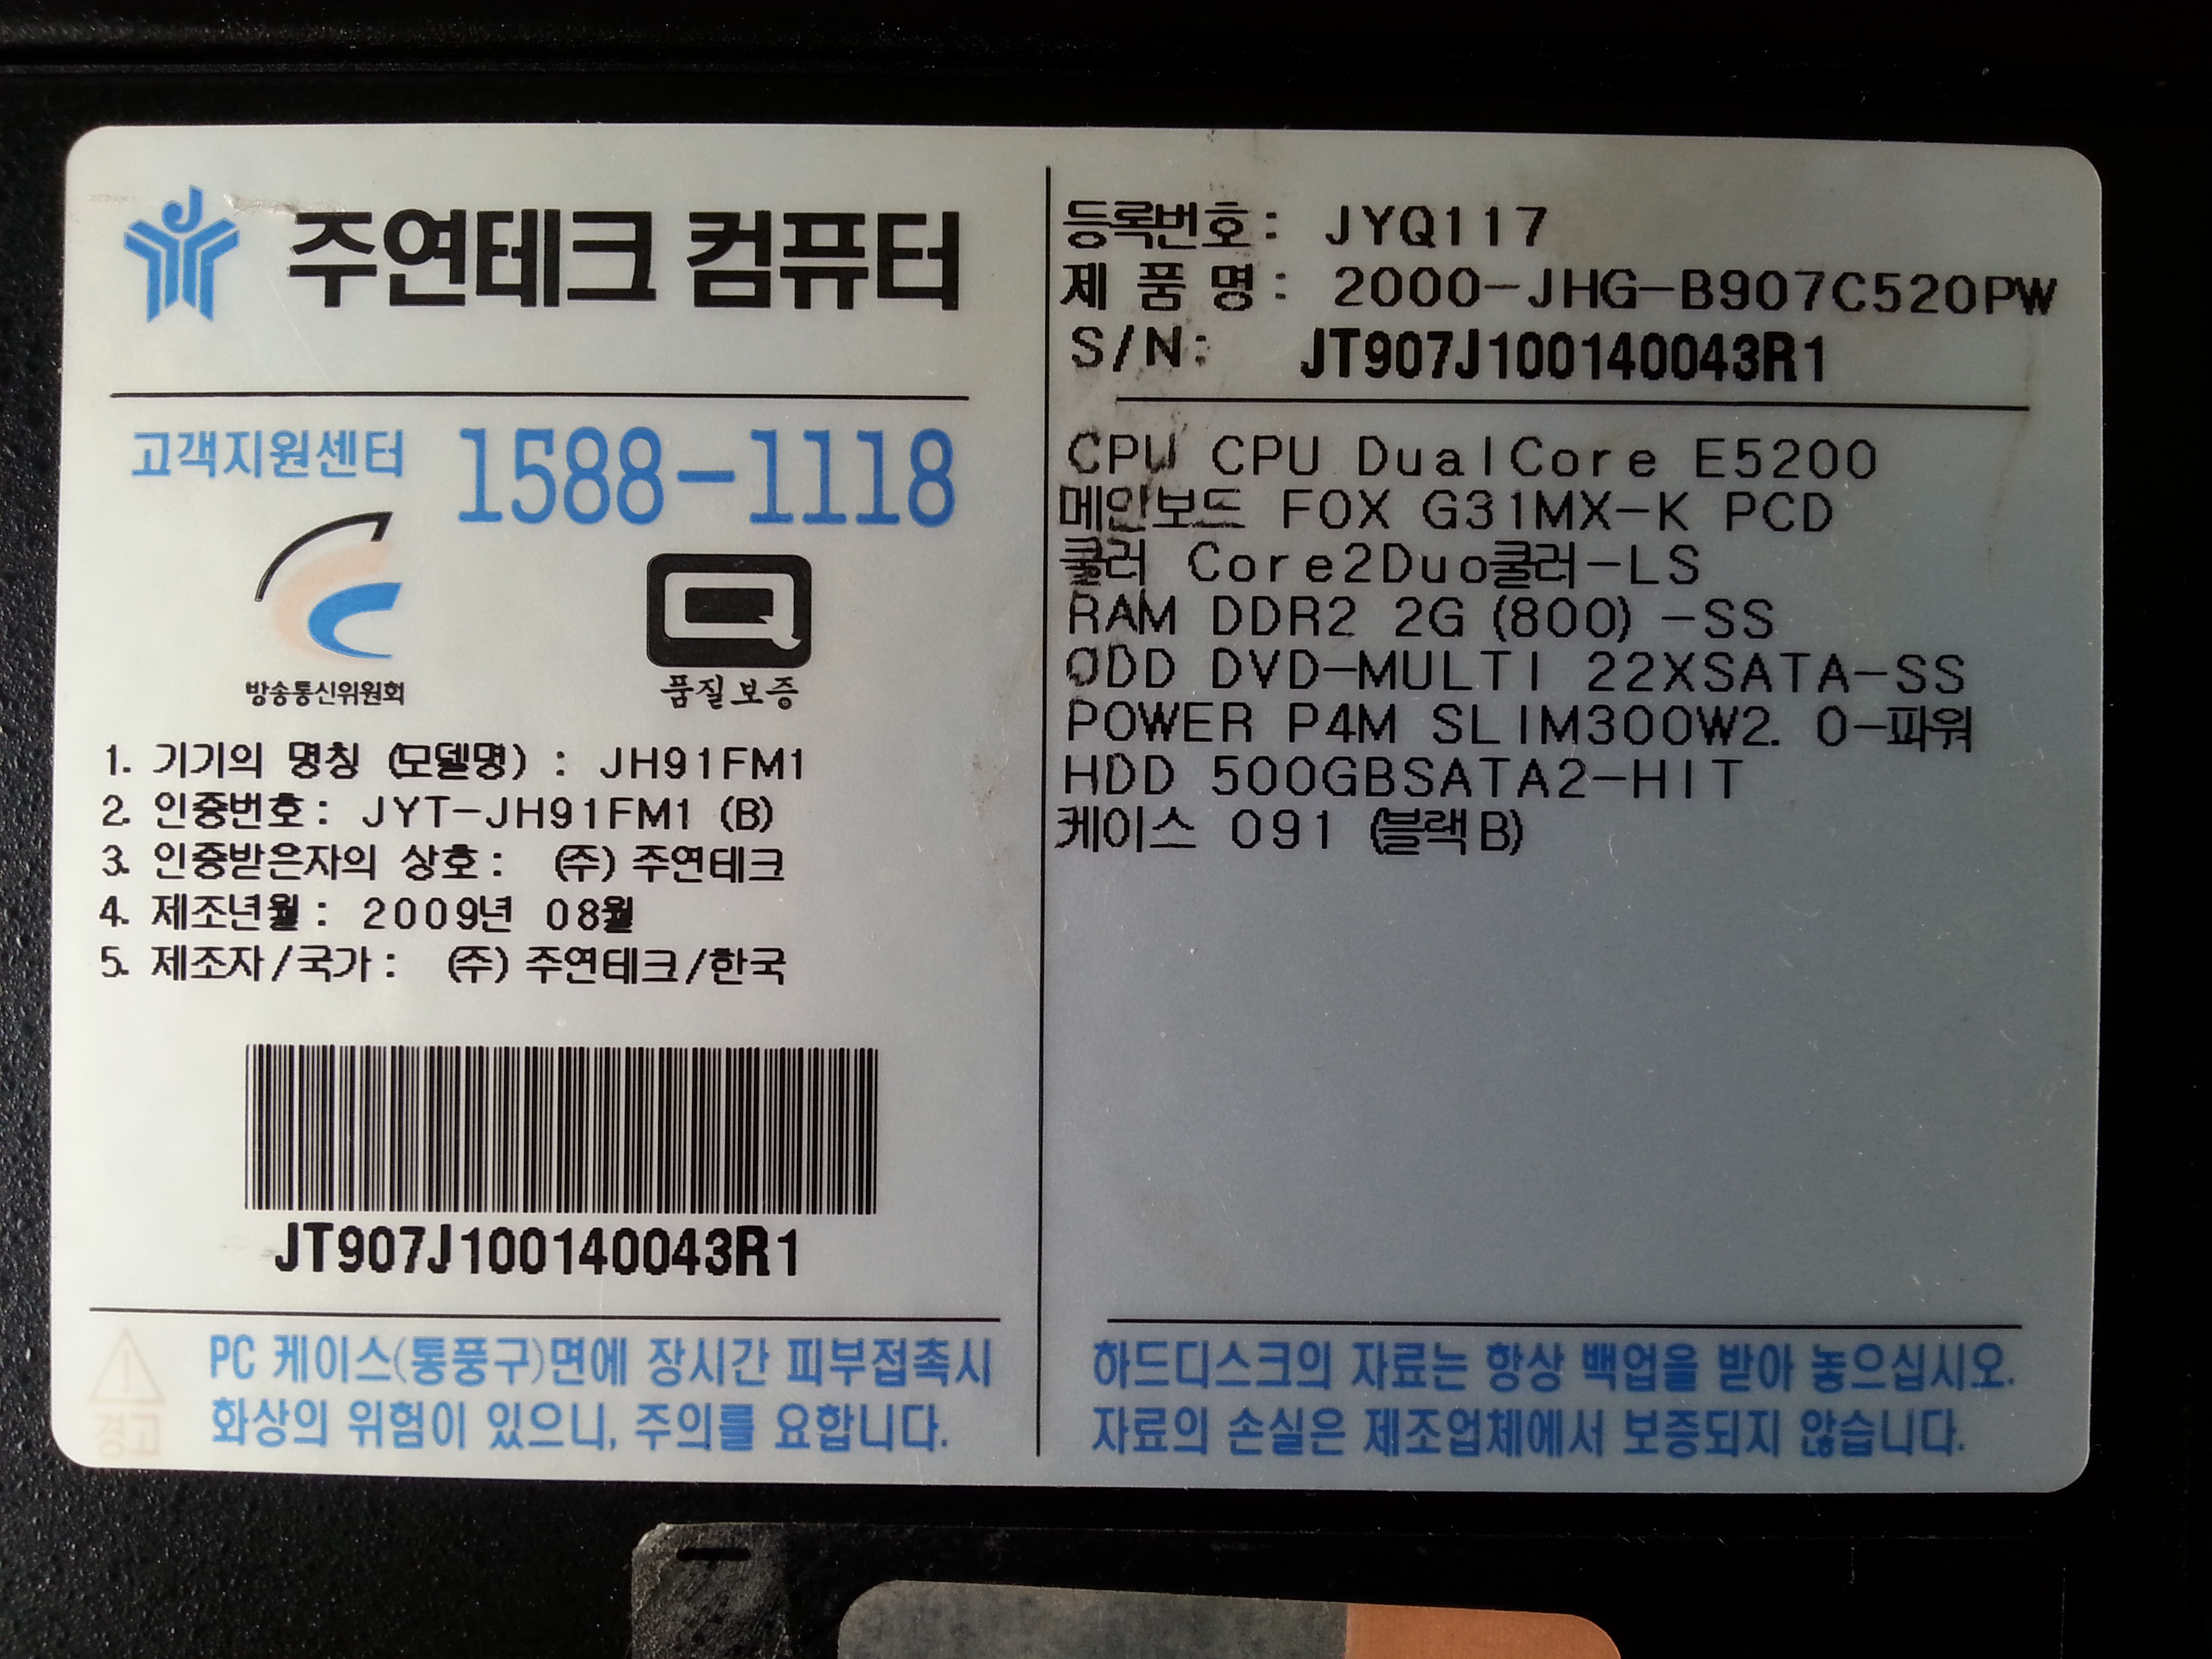 주연테크 컴퓨터
고객지원센터 1588-1118
방송통신위원회
품질보증
1. 기기의 명칭 (모델명) : JH91FM1
2. 인증번호 : JYT-JH91FM1 (B)
3. 인증받은자의 상호 : (주) 주연테크
4. 제조년월 : 2009년 08월
5. 제조자/국가 : (주) 주연테크/한국
JT907J100140043R1
경고
PC 케이스(통풍구)면에 장시간 피부접촉시
화상의 위험이 있으니, 주의를 요합니다.
등록번호: JYQ117
제 품 명: 2000-JHG-B907C520PW
S/N: JT907J100140043R1
CPU CPU DualCore E5200
메인보드 FOX G31MX-K PCD
쿨러 Core2Duo쿨러-LS
RAM DDR2 2G (800) -SS
ODD DVD-MULTI 22XSATA-SS
POWER P4M SLIM300W2. 0-파워
HDD 500GBSATA2-HIT
케이스 091 (블랙B)
하드디스크의 자료는 항상 백업을 받아 놓으십시오.
자료의 손실은 제조업체에서 보증되지 않습니다.